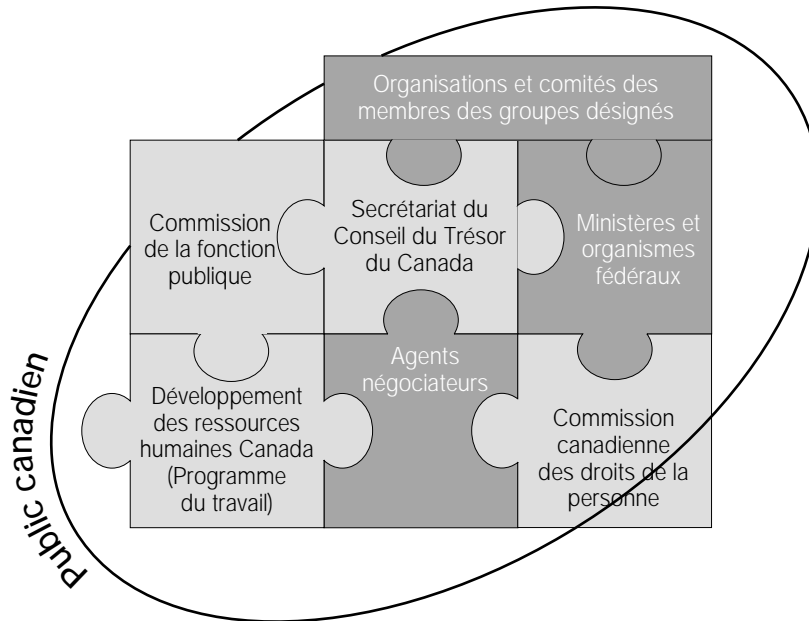 Organisations et comités des
membres des groupes désignés
Commission
de la fonction
publique
Secrétariat du
Conseil du Trésor
du Canada
Ministères et
organismes
fédéraux
Développement
des ressources
humaines Canada
(Programme
du travail)
Agents
négociateurs
Commission
canadienne
des droits de la
personne
Public canadien